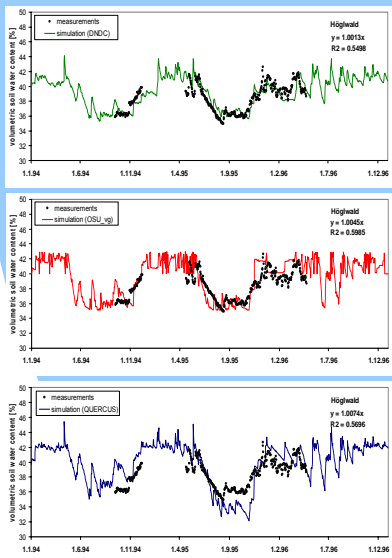 volumetric soil water content [%]
50
48
46
44
42
40
38
36
34
32
30
measurements
simulation (DNDC)
Höglwald
y = 1.0013x
R2 = 0.5498
1.1.94 1.6.94 1.11.94 1.4.95 1.9.95 1.2.96 1.7.96 1.12.96
volumetric soil water content [%]
50
48
46
44
42
40
38
36
34
32
30
measurements
simulation (OSU_vg)
Höglwald
y = 1.0045x
R2 = 0.5985
1.1.94 1.6.94 1.11.94 1.4.95 1.9.95 1.2.96 1.7.96 1.12.96
volumetric soil water content [%]
50
48
46
44
42
40
38
36
34
32
30
measurements
simulation (QUERCUS)
Höglwald
y = 1.0074x
R2 = 0.5696
1.1.94 1.6.94 1.11.94 1.4.95 1.9.95 1.2.96 1.7.96 1.12.96